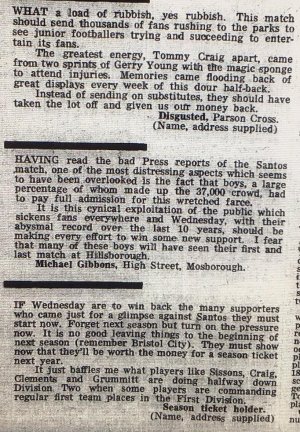 WHAT a load of rubbish, yes rubbish. This match
should send thousands of fans rushing to the parks to
see junior footballers trying and succeeding to enter-
tain its fans.
The greatest energy, Tommy Craig apart, came
from two sprints of Gerry Young with the magic sponge
to attend injuries. Memories came flooding back of
great displays every week of this dour half-back.
Instead of sending on substitutes, they should have
taken the lot off and given us our money back.
Disgusted, Parson Cross.
(Name, address supplied)
HAVING read the bad Press reports of the Santos
match, one of the most distressing aspects which seems
to have been overlooked is the fact that boys, a large
percentage of whom made up the 37,000 crowd, had
to pay full admission for this wretched farce.
It is this cynical exploitation of the public which
sickens fans everywhere and Wednesday, with their
abysmal record over the last 10 years, should be
making every effort to win some new support. I fear
that many of these boys will have seen their first and
last match at Hillsborough.
Michael Gibbons, High Street, Mosborough.
IF Wednesday are to win back the many supporters
who came just for a glimpse against Santos they must
start now. Forget next season but turn on the pressure
now. It is no good leaving things to the beginning of
next season (remember Bristol City). They must show
now that they'll be worth the money for a season ticket
next year.
It just baffles me what players like Sissons, Craig,
Clements and Grummitt are doing halfway down
Division Two when some players are commanding
regular first team places in the First Division.
Season ticket holder.
(Name, address supplied)